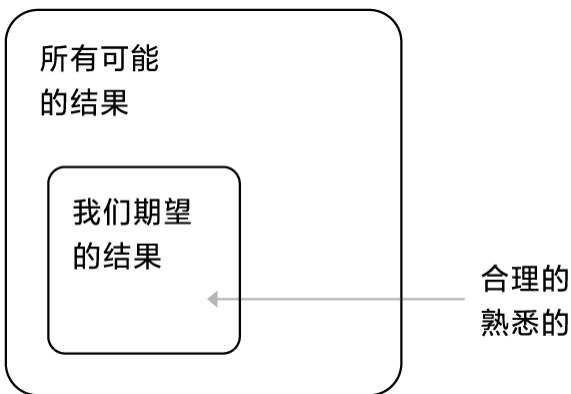 所有可能
的结果
我们期望
的结果
合理的
熟悉的